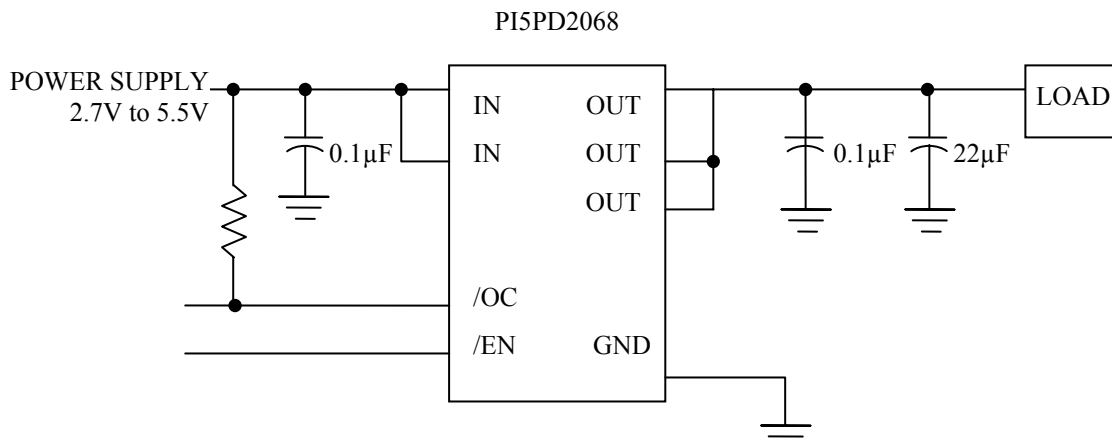 PI5PD2068
POWER SUPPLY
2.7V to 5.5V
IN
OUT
LOAD
0.1µF
IN
OUT
0.1µF
22µF
OUT
/OC
/EN
GND